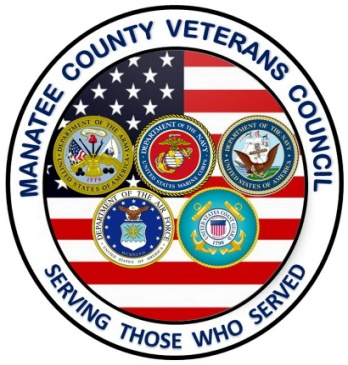 MANATEE COUNTY VETERANS COUNCIL
DEPARTMENT OF THE ARMY
UNITED STATES OF AMERICA
1775
DEPARTMENT OF THE NAVY
UNITED STATES MARINE CORPS
DEPARTMENT OF THE NAVY
UNITED STATES OF AMERICA
DEPARTMENT OF THE AIR FORCE
UNITED STATES OF AMERICA
UNITED STATES COAST GUARD
1790
SERVING THOSE WHO SERVED